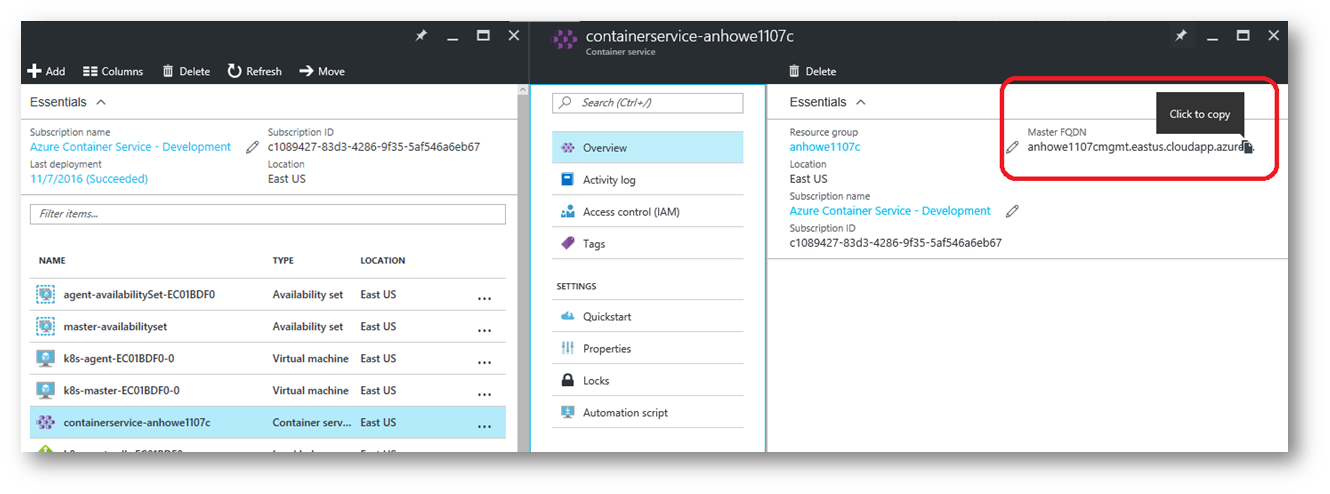 containerservice-anhowe1107c
Container service
Add Columns Delete Refresh Move
Essentials
Subscription name
Azure Container Service - Development
Subscription ID
c1089427-83d3-4286-9f35-5af546a6eb67
Last deployment
11/7/2016 (Succeeded)
Location
East US
Filter items...
NAME TYPE LOCATION
agent-availabilitySet-EC01BDF0 Availability set East US ...
master-availabilityset Availability set East US ...
k8s-agent-EC01BDF0-0 Virtual machine East US ...
k8s-master-EC01BDF0-0 Virtual machine East US ...
containerservice-anhowe1107c Container serv... East US ...
Search (Ctrl+/)
Overview
Activity log
Access control (IAM)
Tags
SETTINGS
Quickstart
Properties
Locks
Automation script
Delete
Essentials
Resource group
anhowe1107c
Location
East US
Subscription name
Azure Container Service - Development
Subscription ID
c1089427-83d3-4286-9f35-5af546a6eb67
Click to copy
Master FQDN
anhowe1107cmgmt.eastus.cloudapp.azure.